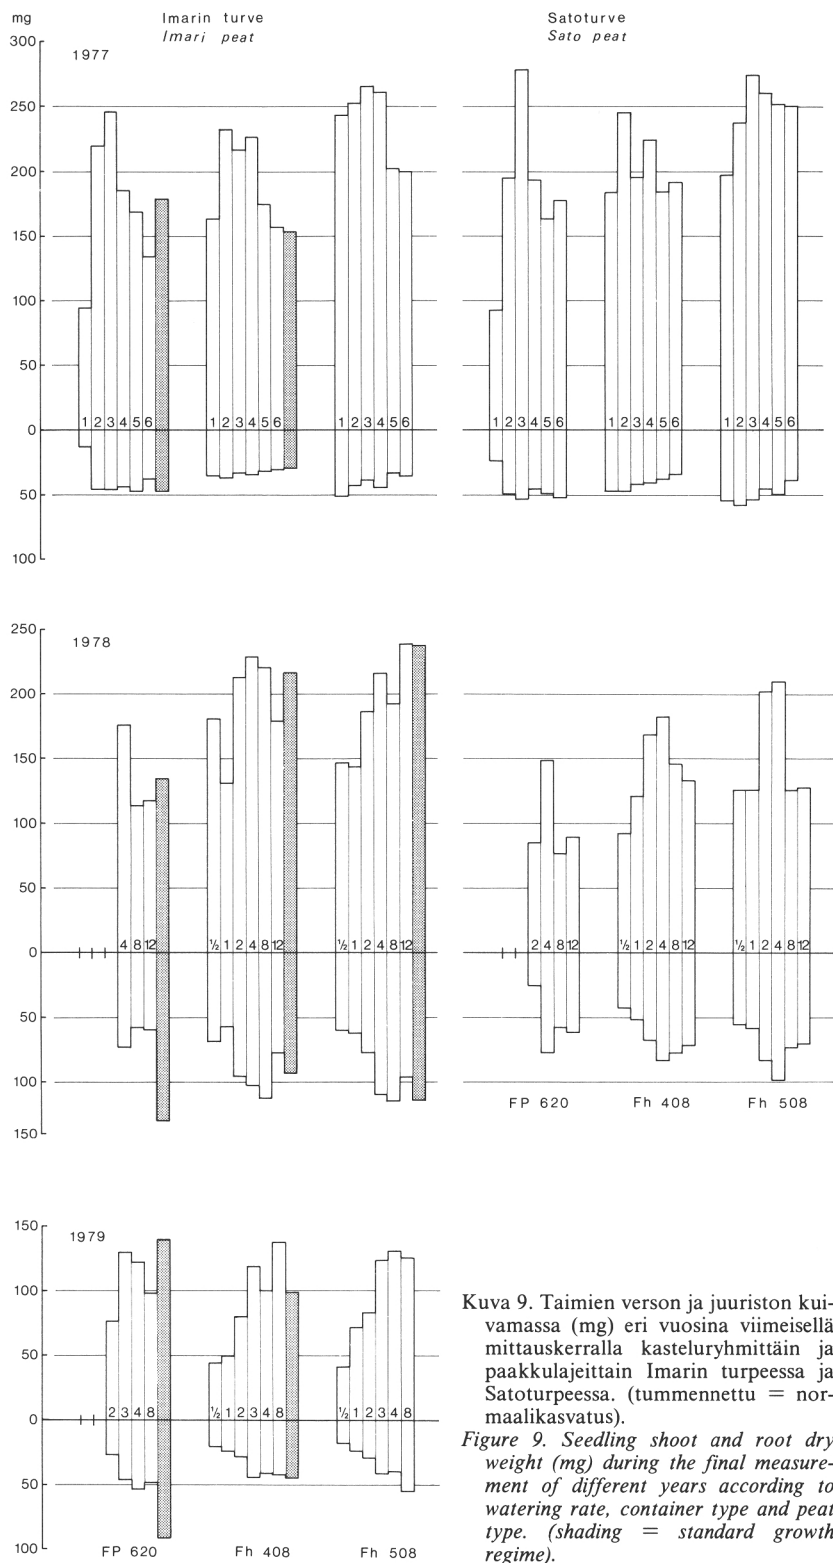 mg
Imarin turve
Imari peat
Satoturve
Sato peat
1977
300
250
200
150
100
50
0
50
100
1 2 3 4 5 6
1 2 3 4 5 6
1 2 3 4 5 6
1 2 3 4 5 6
1 2 3 4 5 6
1 2 3 4 5 6
1978
250
200
150
100
50
0
50
100
150
4 8 12
½ 1 2 4 8 12
½ 1 2 4 8 12
2 4 8 12
½ 1 2 4 8 12
½ 1 2 4 8 12
FP 620
Fh 408
Fh 508
1979
150
100
50
0
50
100
2 3 4 8
½ 1 2 3 4 8
½ 1 2 3 4 8
FP 620
Fh 408
Fh 508
Kuva 9. Taimien verson ja juuriston kui-
vamassa (mg) eri vuosina viimeisellä
mittauskerralla kasteluryhmittäin ja
paakkulajeittain Imarin turpeessa ja
Satoturpeessa. (tummennettu = nor-
maalikasvatus).
Figure 9. Seedling shoot and root dry
weight (mg) during the final measure-
ment of different years according to
watering rate, container type and peat
type. (shading = standard growth
regime).